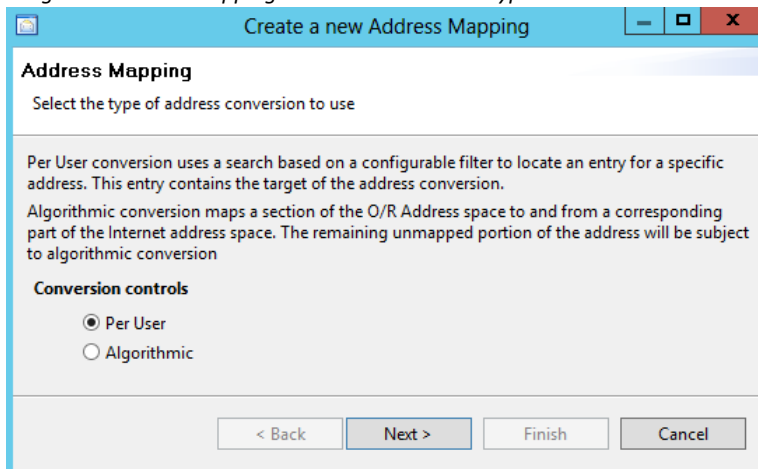 Create a new Address Mapping
Address Mapping
Select the type of address conversion to use
Per User conversion uses a search based on a configurable filter to locate an entry for a specific
address. This entry contains the target of the address conversion.
Algorithmic conversion maps a section of the O/R Address space to and from a corresponding
part of the Internet address space. The remaining unmapped portion of the address will be subject
to algorithmic conversion
Conversion controls
Per User
Algorithmic
< Back Next > Finish Cancel